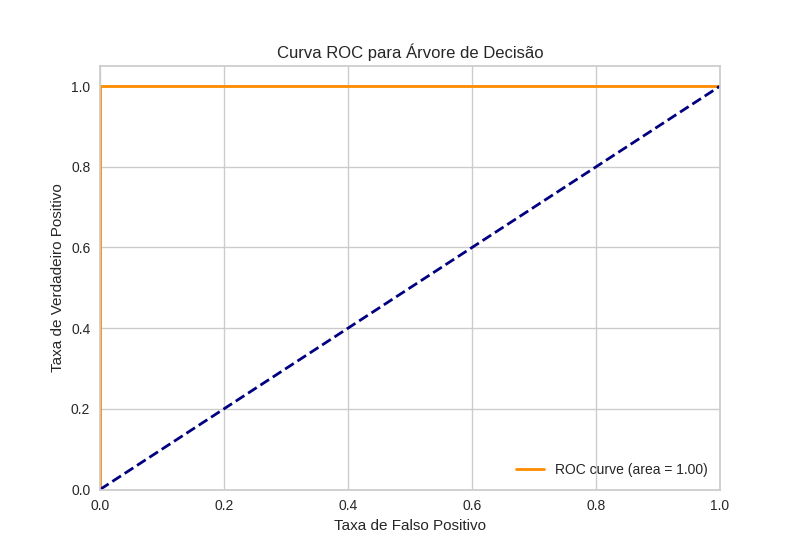 Curva ROC para Árvore de Decisão
Taxa de Verdadeiro Positivo
1.0
0.8
0.6
0.4
0.2
0.0
0.0 0.2 0.4 0.6 0.8 1.0
Taxa de Falso Positivo
ROC curve (area = 1.00)